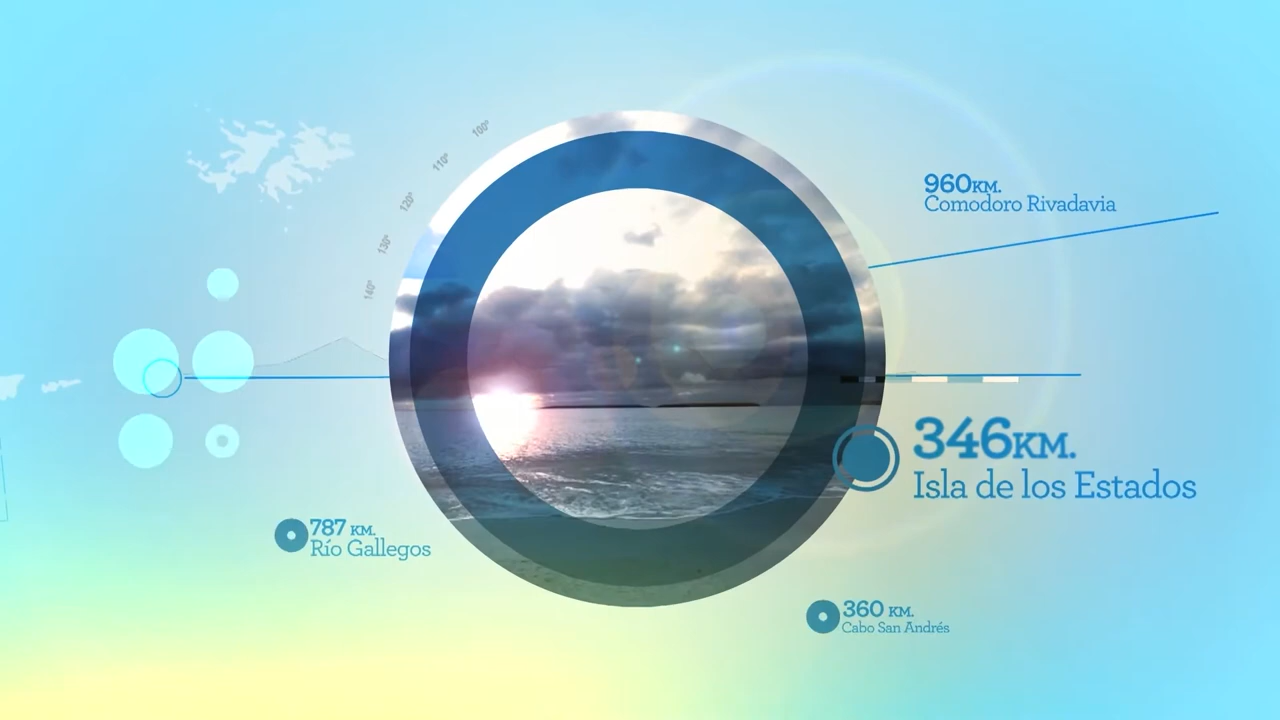 100°
110°
120°
130°
140°
960KM.
Comodoro Rivadavia
346KM.
Isla de los Estados
787 KM.
Río Gallegos
360 KM.
Cabo San Andrés